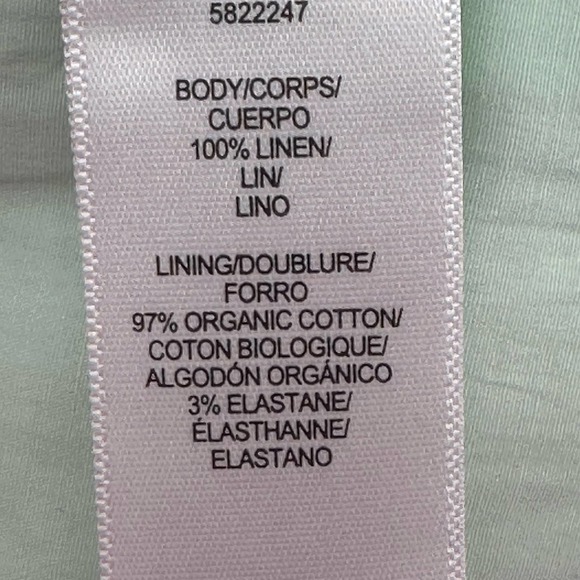 5822247
BODY/CORPS/
CUERPO
100% LINEN/
LIN/
LINO
LINING/DOUBLURE/
FORRO
97% ORGANIC COTTON/
COTON BIOLOGIQUE/
ALGODÓN ORGÁNICO
3% ELASTANE/
ÉLASTHANNE/
ELASTANO